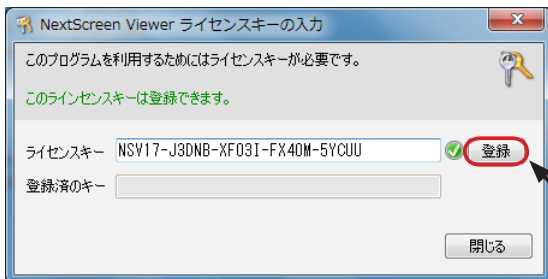 NextScreen Viewer ライセンスキーの入力
このプログラムを利用するためにはライセンスキーが必要です。
このラインセンスキーは登録できます。
ライセンスキー NSV17-J3DNB-XF03I-FX40M-5YCUU 登録
登録済のキー
閉じる